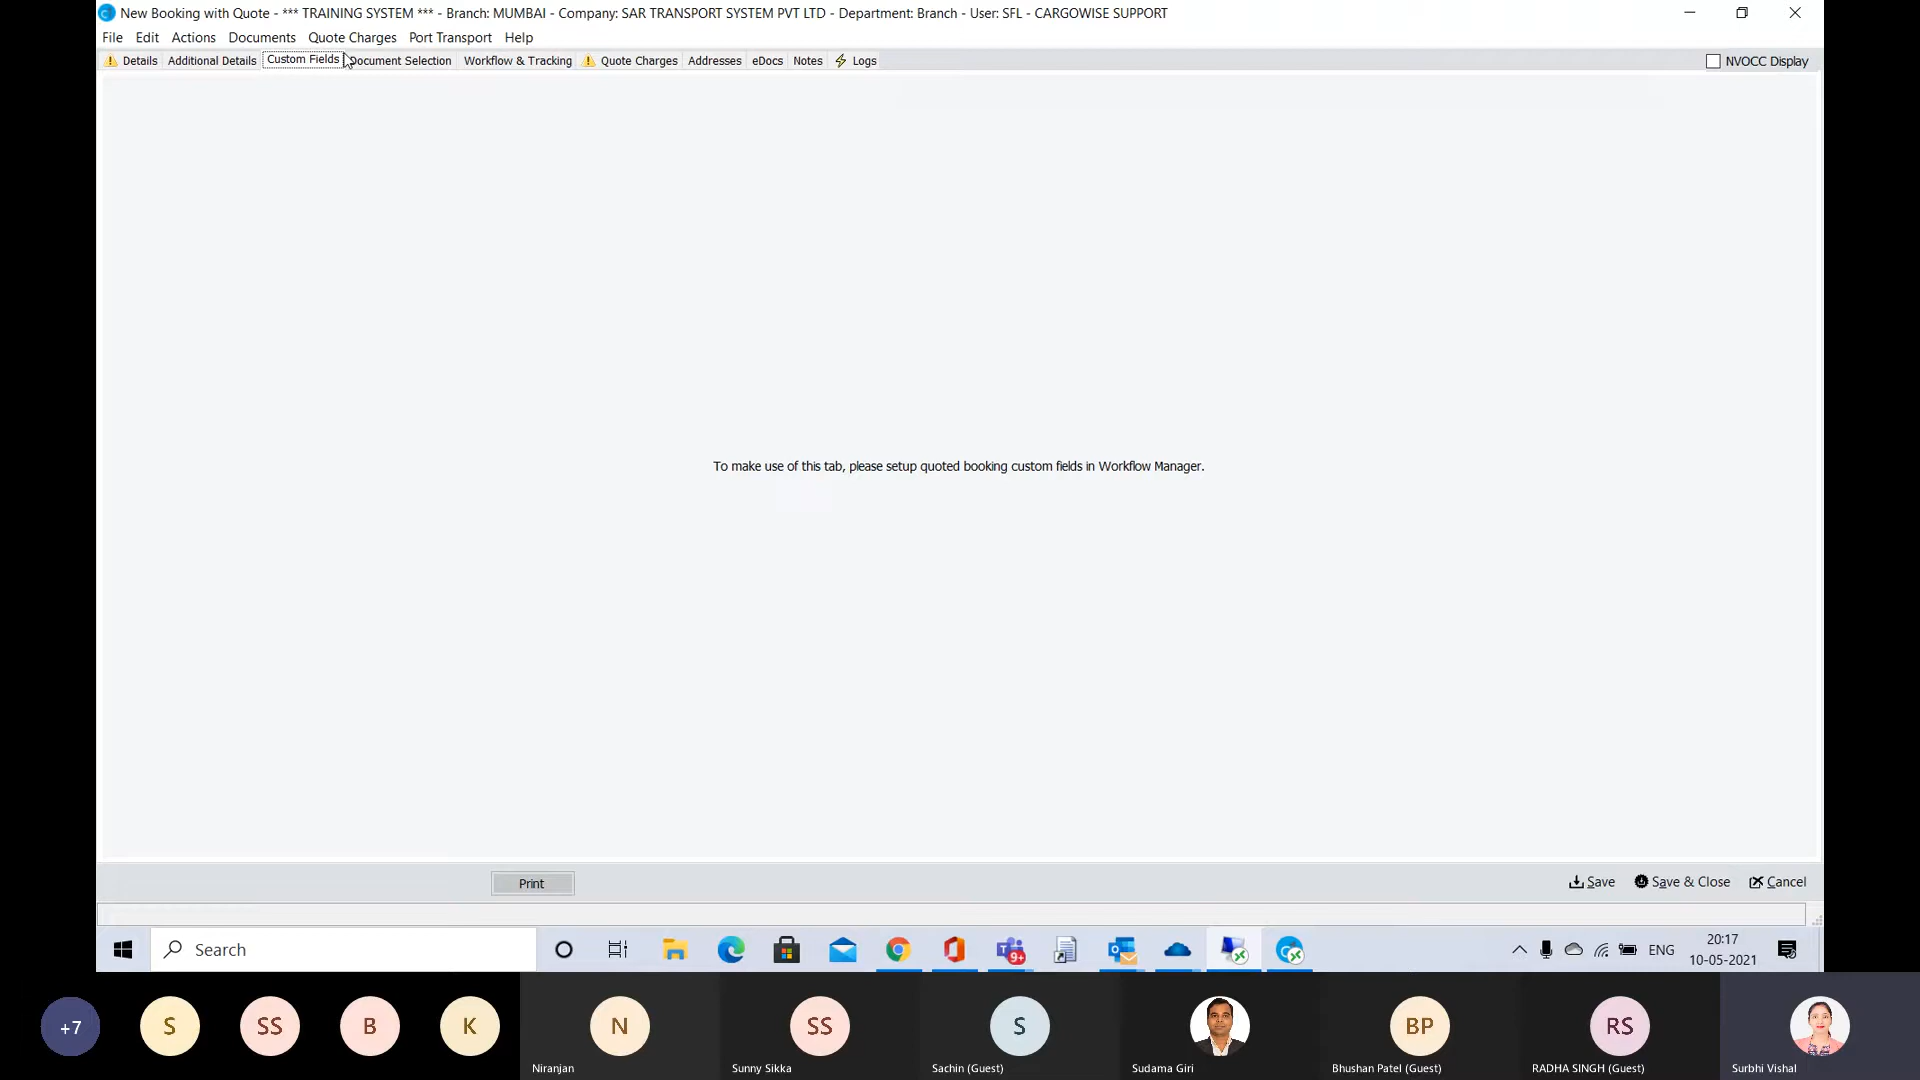 New Booking with Quote - *** TRAINING SYSTEM *** - Branch: MUMBAI - Company: SAR TRANSPORT SYSTEM PVT LTD - Department: Branch - User: SFL - CARGOWISE SUPPORT
File Edit Actions Documents Quote Charges Port Transport Help
Details Additional Details Custom Fields Document Selection Workflow & Tracking Quote Charges Addresses eDocs Notes Logs NVOCC Display
To make use of this tab, please setup quoted booking custom fields in Workflow Manager.
Print Save Save & Close Cancel
Search 9+ ENG 20:17
10-05-2021
+7 S SS B K N SS S BP RS
Niranjan Sunny Sikka Sachin (Guest) Sudama Giri Bhushan Patel (Guest) RADHA SINGH (Guest) Surbhi Vishal